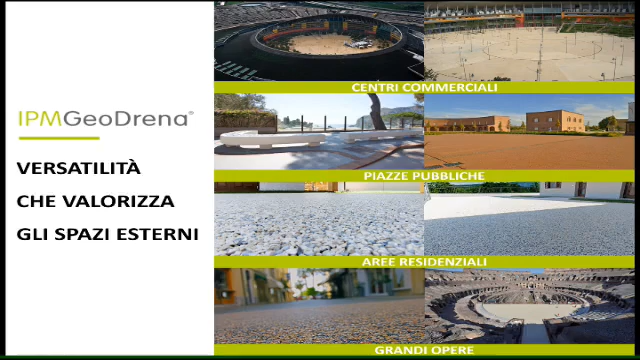 IPMGeoDrena®
VERSATILITÀ
CHE VALORIZZA
GLI SPAZI ESTERNI
CENTRI COMMERCIALI
PIAZZE PUBBLICHE
AREE RESIDENZIALI
GRANDI OPERE